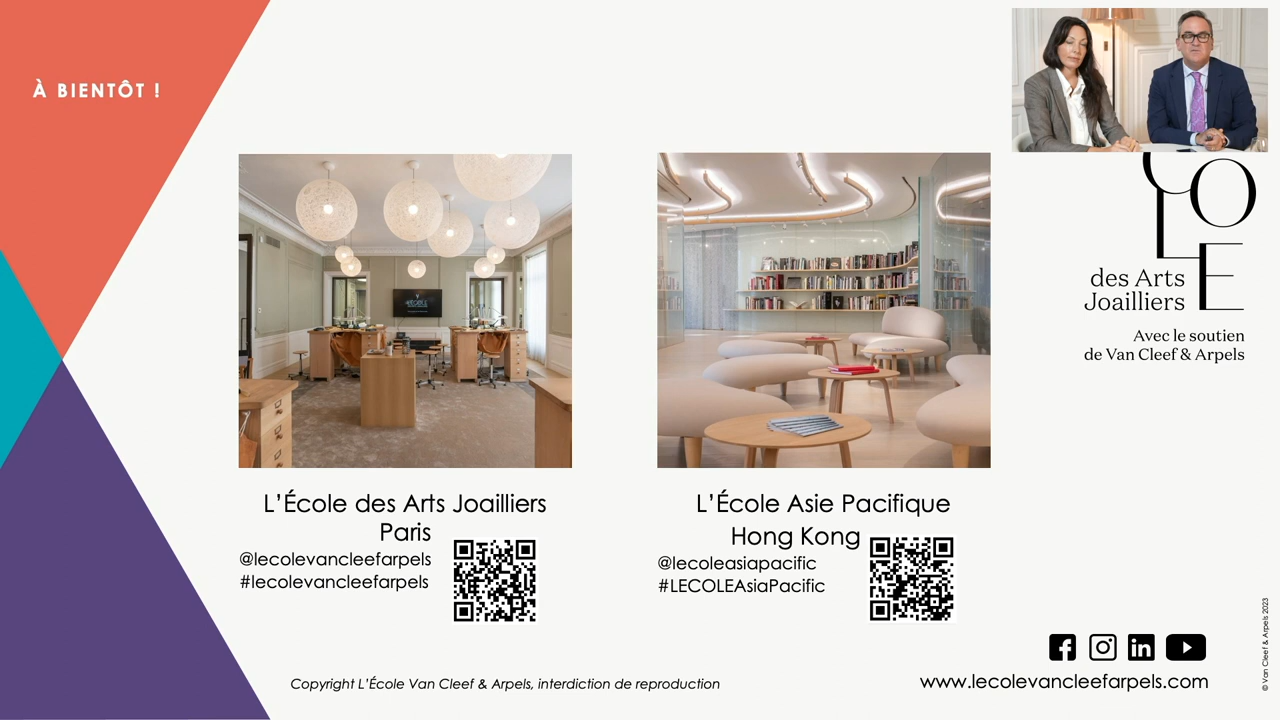 À BIENTÔT !
OLE
des Arts
Joailliers
Avec le soutien
de Van Cleef & Arpels
L’École des Arts Joailliers
Paris
@lecolevancleefarpels
#lecolevancleefarpels
L’École Asie Pacifique
Hong Kong
@lecoleasiapacific
#LECOLEAsiaPacific
Copyright L’École Van Cleef & Arpels, interdiction de reproduction
www.lecolevancleefarpels.com
© Van Cleef & Arpels 2023